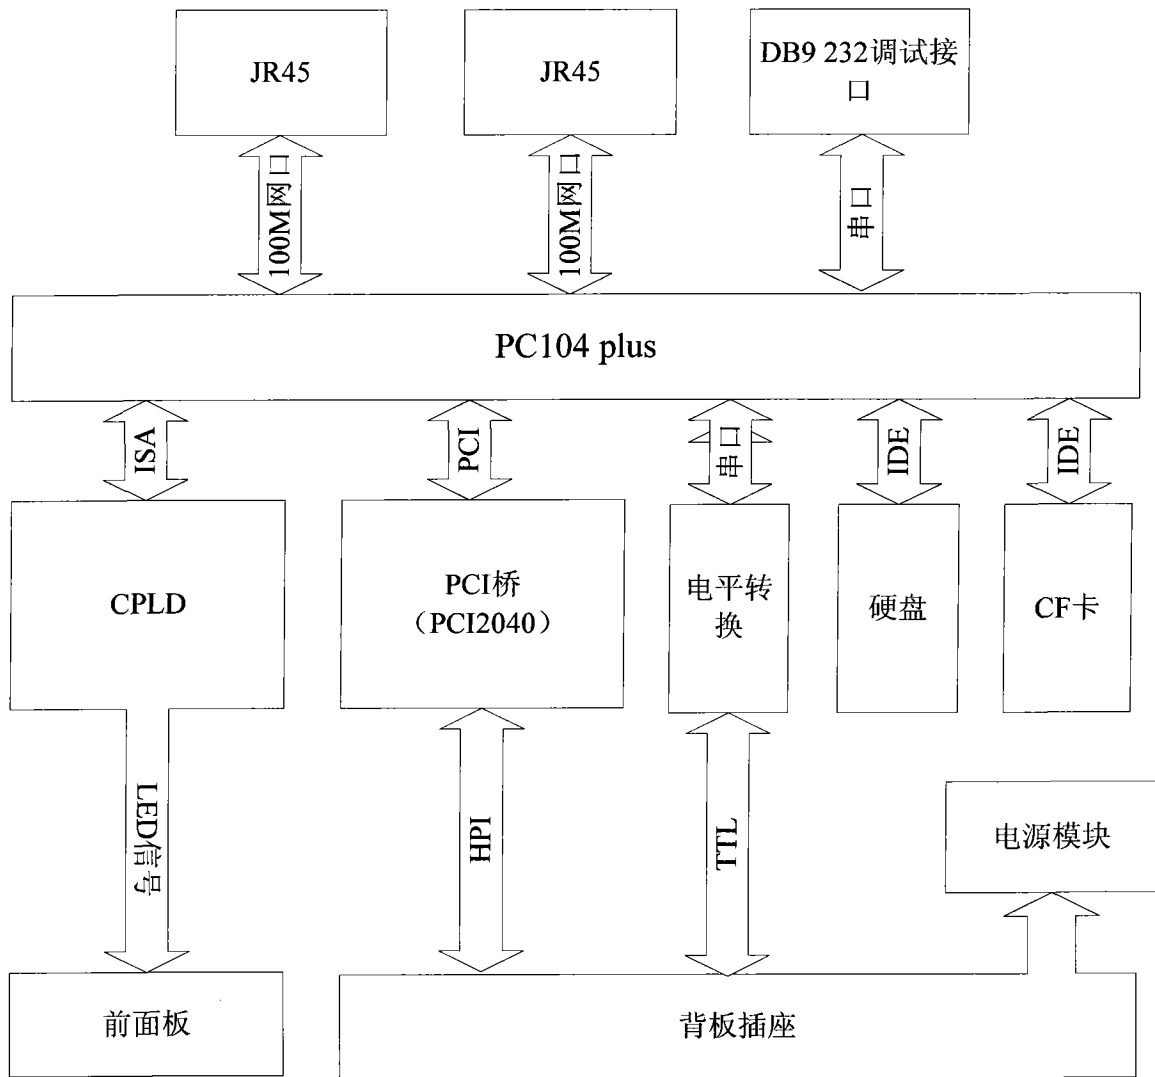 JR45
JR45
DB9 232调试接
口
100M网口
100M网口
串口
PC104 plus
ISA
PCI
串口
IDE
IDE
CPLD
PCI桥
（PCI2040）
电平转
换
硬盘
CF卡
LED信号
HPI
TTL
电源模块
前面板
背板插座